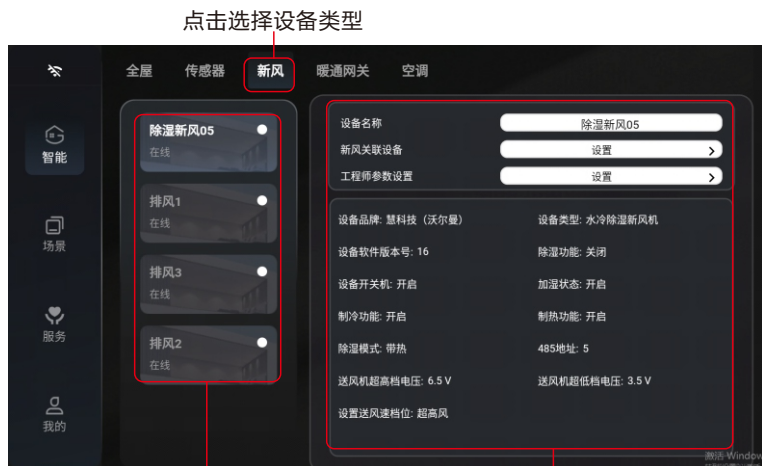 点击选择设备类型
全屋 传感器 新风 暖通网关 空调
智能
场景
服务
我的
除湿新风05
在线
排风1
在线
排风3
在线
排风2
在线
设备名称 除湿新风05
新风关联设备 设置
工程师参数设置 设置
设备品牌: 慧科技（沃尔曼） 设备类型: 水冷除湿新风机
设备软件版本号: 16 除湿功能: 关闭
设备开关机: 开启 加湿状态: 开启
制冷功能: 开启 制热功能: 开启
除湿模式: 带热 485地址: 5
送风机超高档电压: 6.5 V 送风机超低档电压: 3.5 V
设置送风速档位: 超高风
激活 Window